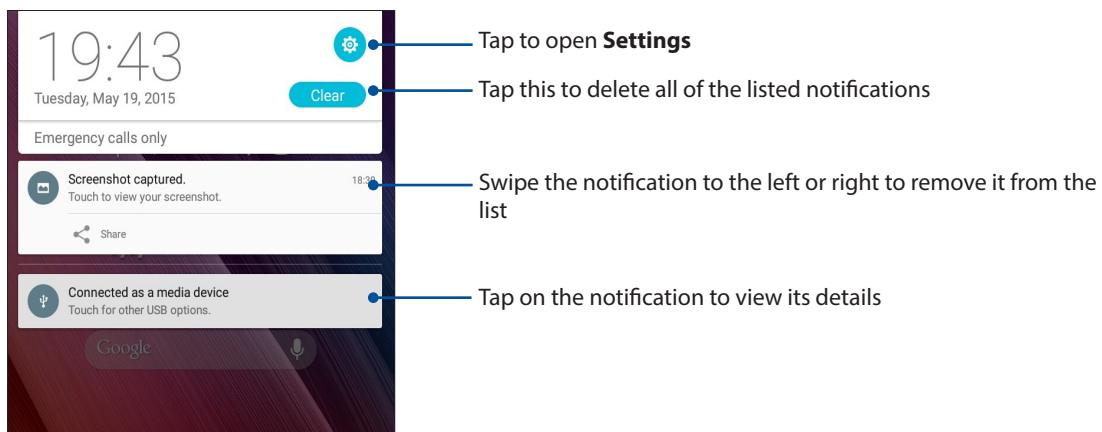 19:43
Tap to open Settings
Tuesday, May 19, 2015
Clear
Tap this to delete all of the listed notifications
Emergency calls only
Screenshot captured.
Touch to view your screenshot.
Swipe the notification to the left or right to remove it from the
list
Share
Connected as a media device
Touch for other USB options.
Tap on the notification to view its details
Google